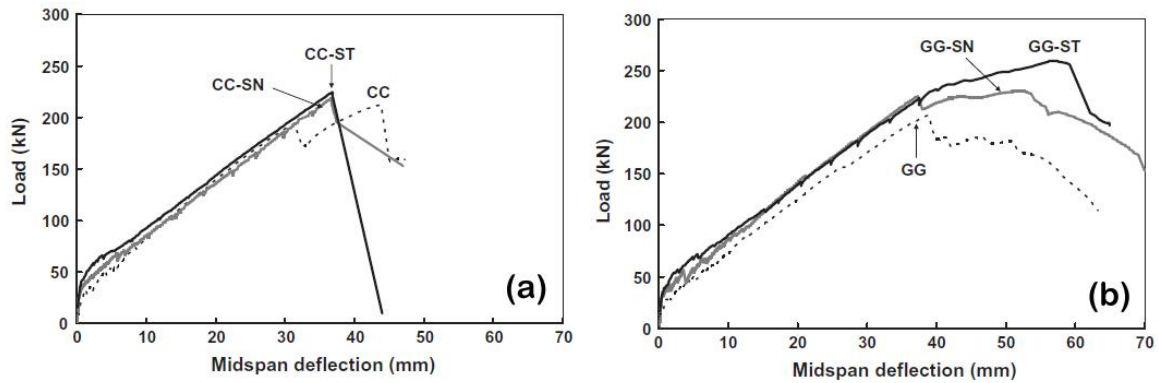 300
250
200
150
100
50
0
Load (kN)
CC-ST
CC-SN
CC
(a)
0 10 20 30 40 50 60 70
Midspan deflection (mm)
300
250
200
150
100
50
0
Load (kN)
GG-SN
GG-ST
GG
(b)
0 10 20 30 40 50 60 70
Midspan deflection (mm)